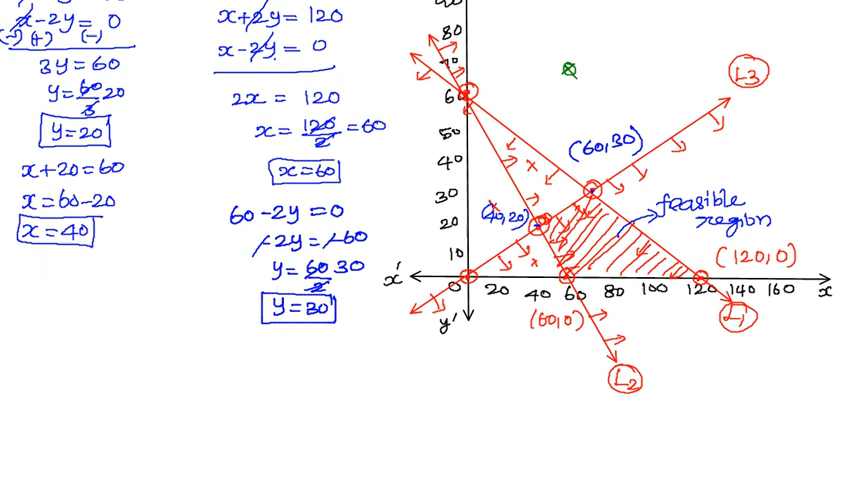 x-2y= 0
(-) (+) (-)
3y=60
y=60/3 20
y=20
x+20=60
x=60-20
x=40
x+2y=120
x-2y= 0
2x = 120
x=120/2=60
x=60
60-2y=0
-2y=-60
y=60/2 30
y=30
80
70
60
50
40
30
20
10
0
20
40
60
80
100
120
140
160
x'
x
y'
L3
(60,30)
(40,20)
feasible
region
(120,0)
(60,0)
L1
L2